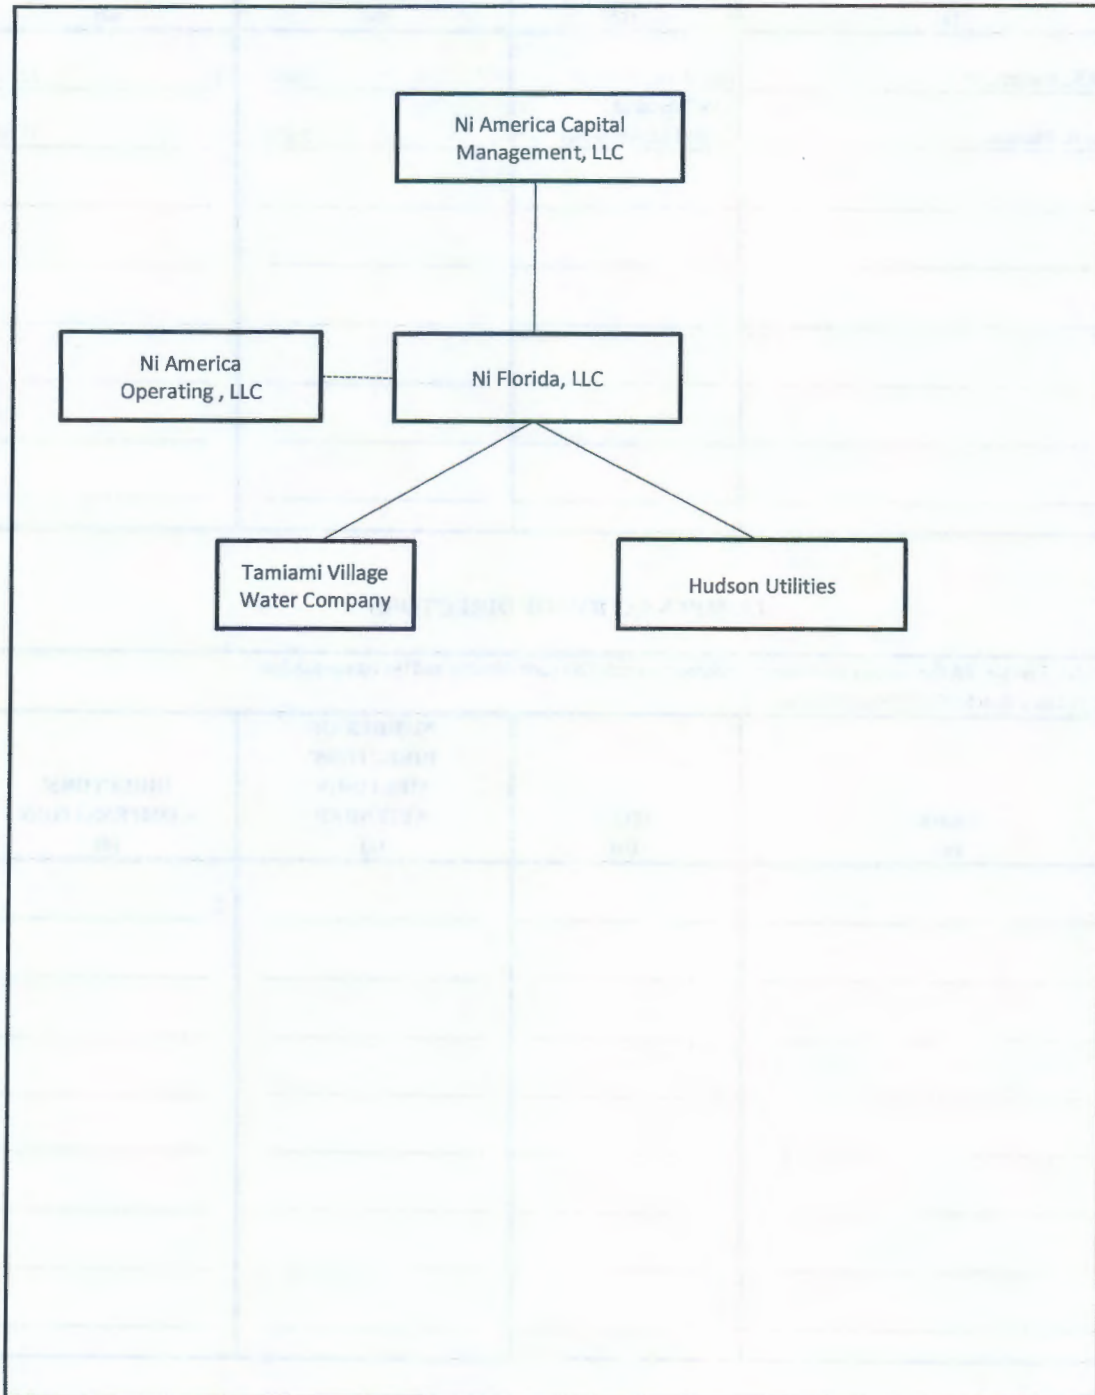 Ni America Capital
Management, LLC
Ni America
Operating , LLC
Ni Florida, LLC
Tamiami Village
Water Company
Hudson Utilities